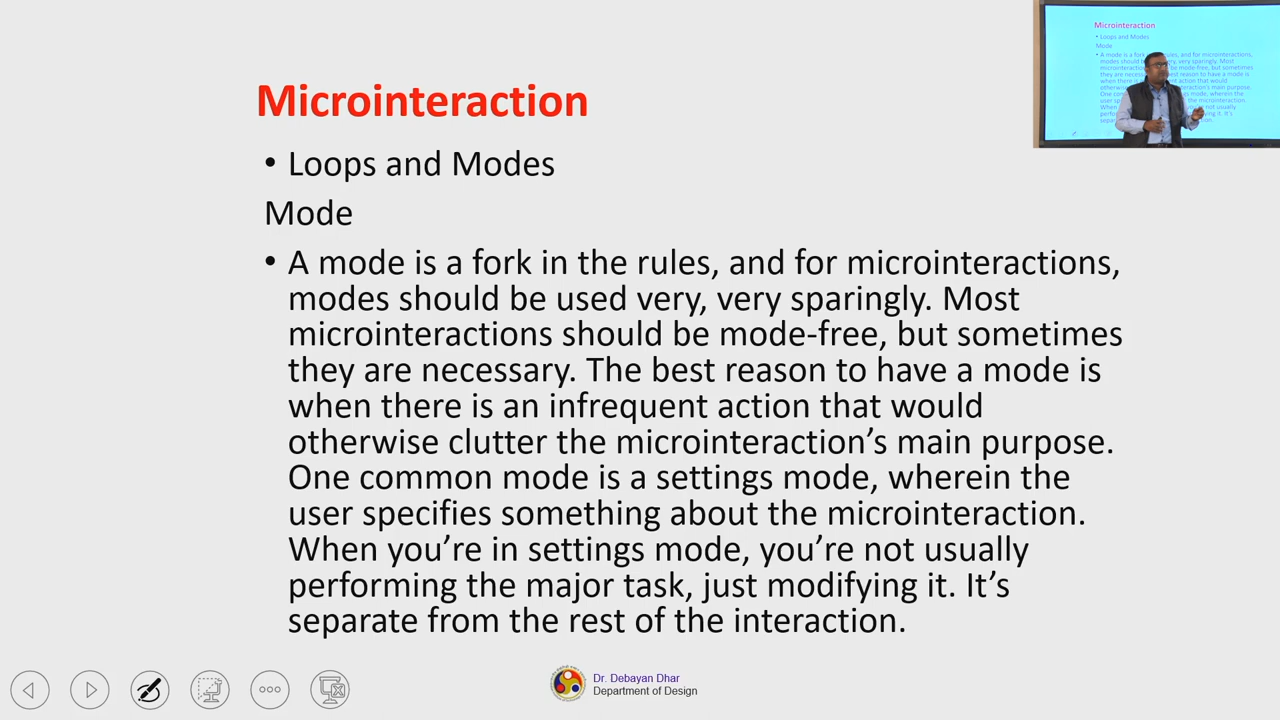 Microinteraction
• Loops and Modes
Mode
• A mode is a fork in the rules, and for microinteractions,
modes should be used very, very sparingly. Most
microinteractions should be mode-free, but sometimes
they are necessary. The best reason to have a mode is
when there is an infrequent action that would
otherwise clutter the microinteraction’s main purpose.
One common mode is a settings mode, wherein the
user specifies something about the microinteraction.
When you’re in settings mode, you’re not usually
performing the major task, just modifying it. It’s
separate from the rest of the interaction.
Dr. Debayan Dhar
Department of Design
Microinteraction
• Loops and Modes
Mode